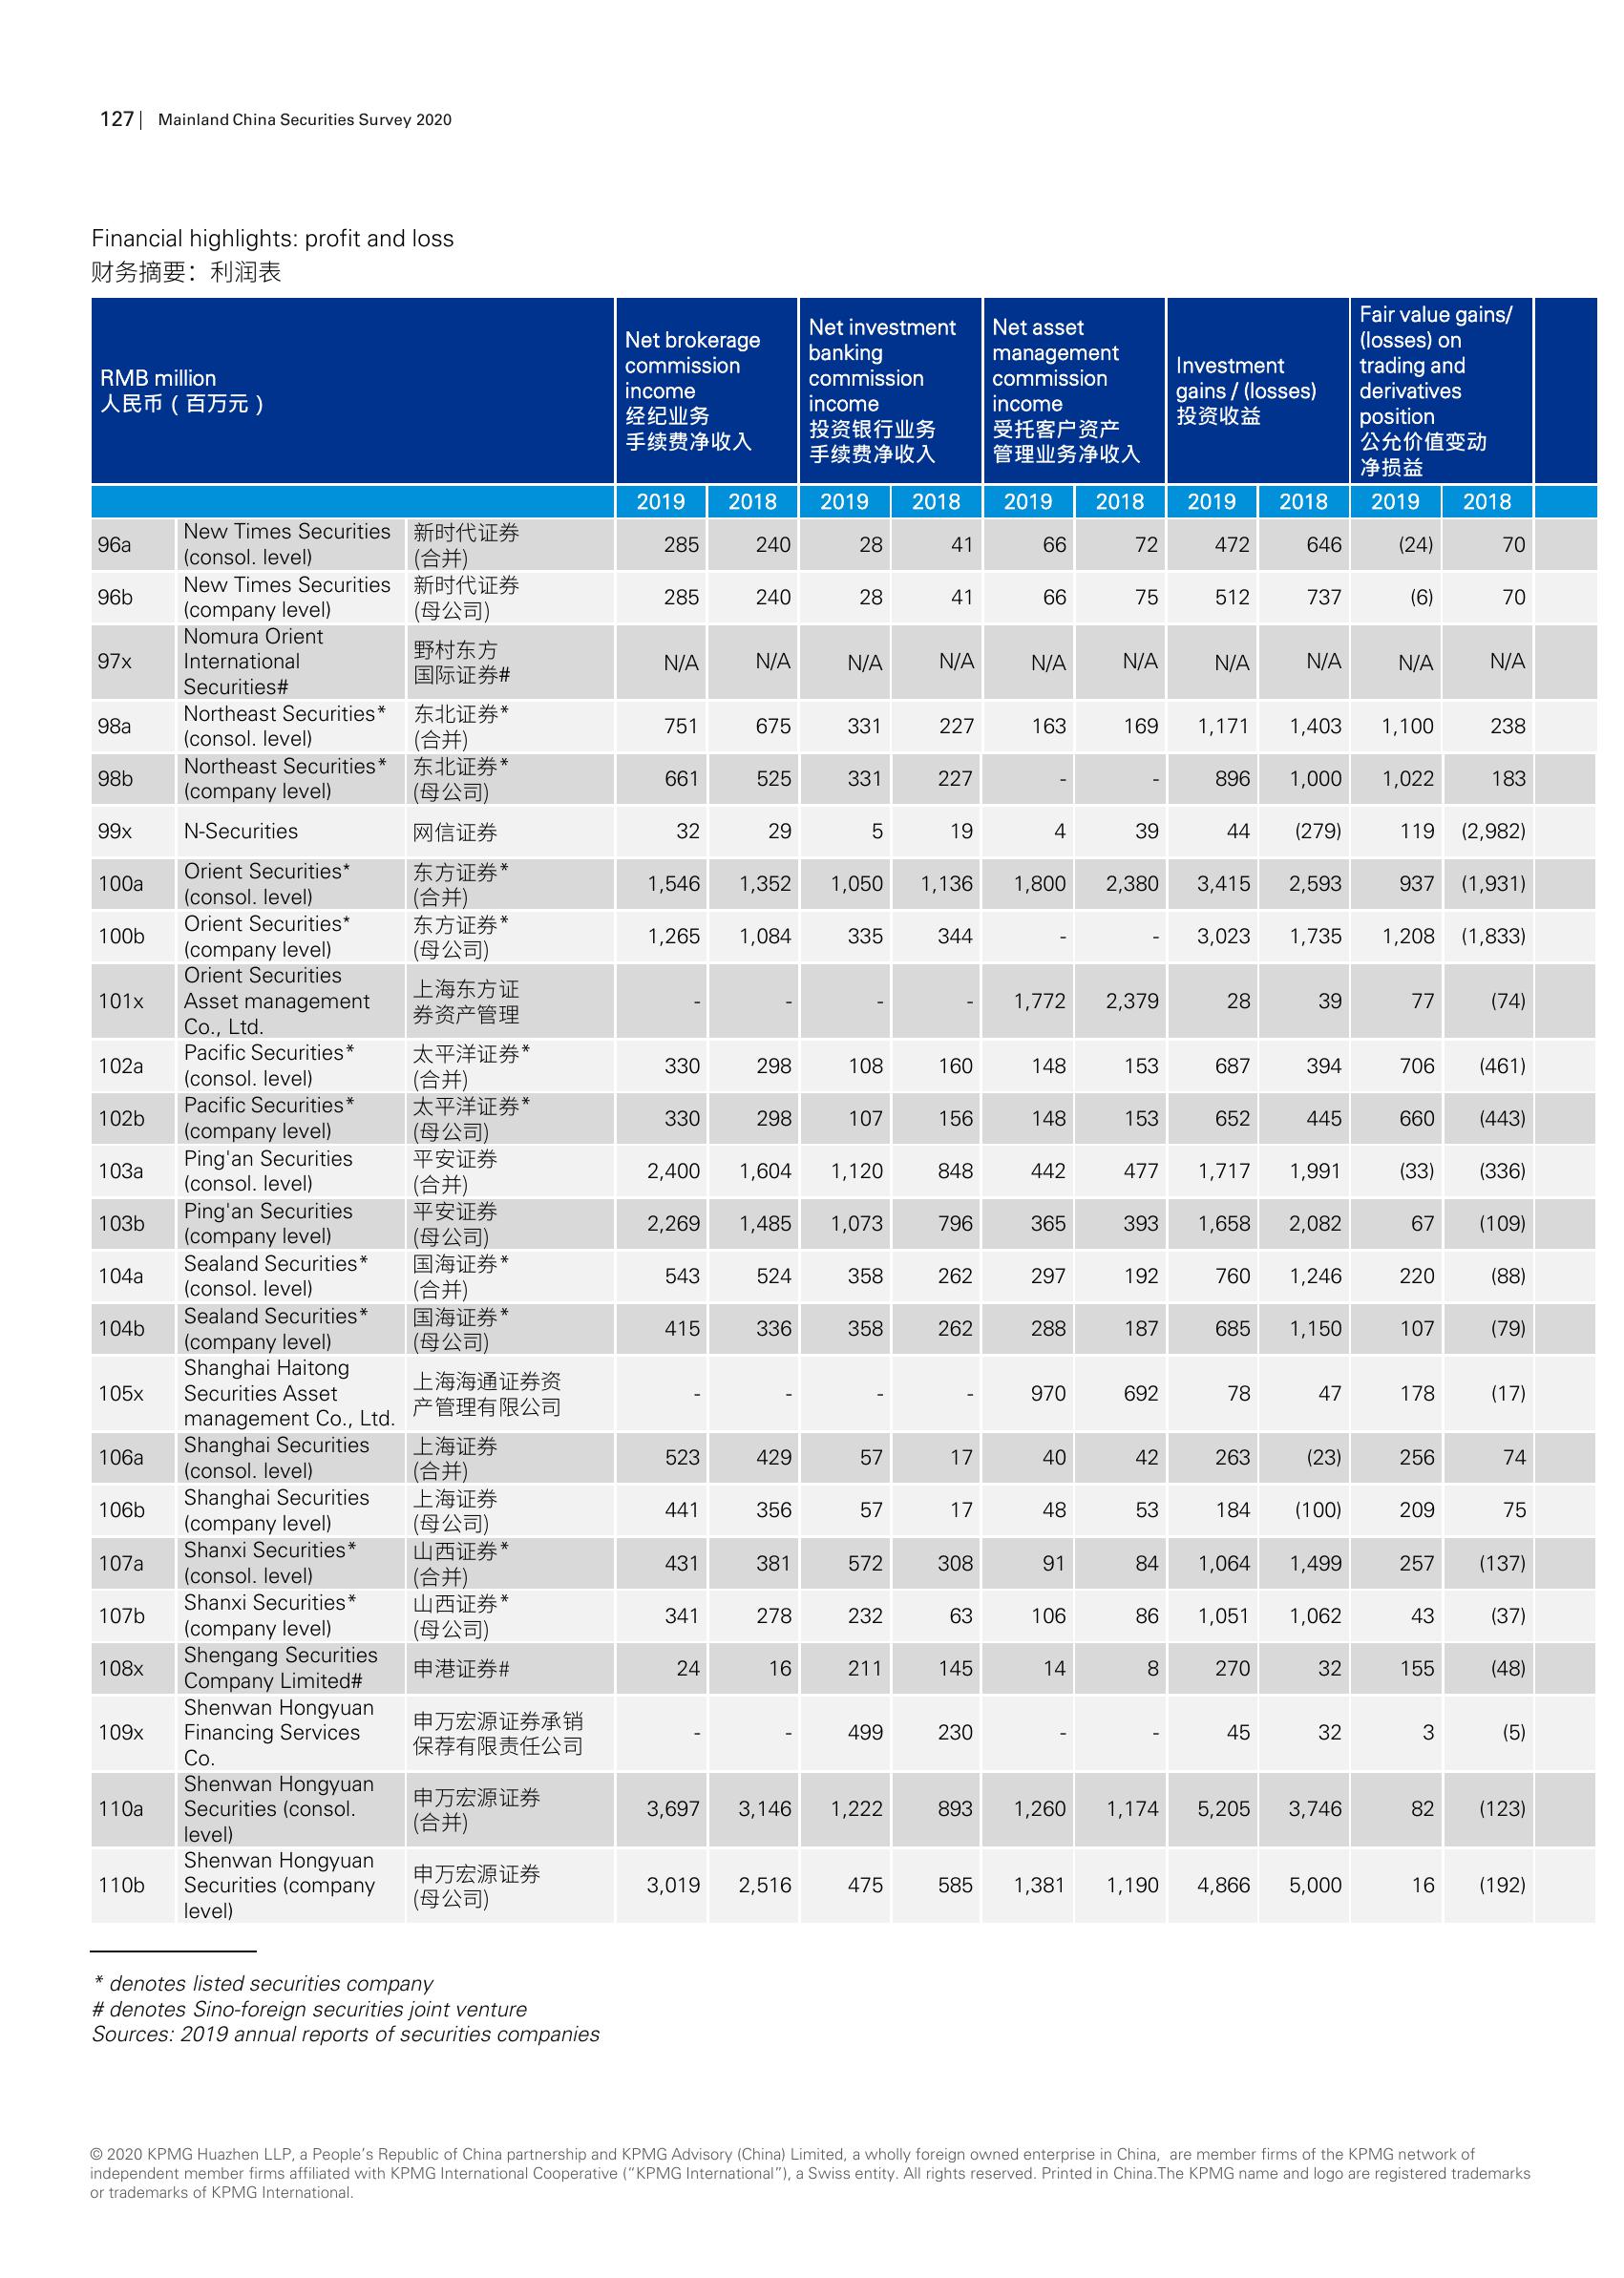 127 | Mainland China Securities Survey 2020
Financial highlights: profit and loss
财务摘要：利润表
RMB million
人民币（百万元）
Net brokerage
commission
income
经纪业务
手续费净收入
Net investment
banking
commission
income
投资银行业务
手续费净收入
Net asset
management
commission
income
受托客户资产
管理业务净收入
Investment
gains / (losses)
投资收益
Fair value gains/
(losses) on
trading and
derivatives
position
公允价值变动
净损益
2019 2018 2019 2018 2019 2018 2019 2018 2019 2018
96a New Times Securities (consol. level) 新时代证券 (合并) 285 240 28 41 66 72 472 646 (24) 70
96b New Times Securities (company level) 新时代证券 (母公司) 285 240 28 41 66 75 512 737 (6) 70
97x Nomura Orient International Securities# 野村东方 国际证券# N/A N/A N/A N/A N/A N/A N/A N/A N/A N/A
98a Northeast Securities* (consol. level) 东北证券* (合并) 751 675 331 227 163 169 1,171 1,403 1,100 238
98b Northeast Securities* (company level) 东北证券* (母公司) 661 525 331 227 - - 896 1,000 1,022 183
99x N-Securities 网信证券 32 29 5 19 4 39 44 (279) 119 (2,982)
100a Orient Securities* (consol. level) 东方证券* (合并) 1,546 1,352 1,050 1,136 1,800 2,380 3,415 2,593 937 (1,931)
100b Orient Securities* (company level) 东方证券* (母公司) 1,265 1,084 335 344 - - 3,023 1,735 1,208 (1,833)
101x Orient Securities Asset management Co., Ltd. 上海东方证 券资产管理 - - - - 1,772 2,379 28 39 77 (74)
102a Pacific Securities* (consol. level) 太平洋证券* (合并) 330 298 108 160 148 153 687 394 706 (461)
102b Pacific Securities* (company level) 太平洋证券* (母公司) 330 298 107 156 148 153 652 445 660 (443)
103a Ping'an Securities (consol. level) 平安证券 (合并) 2,400 1,604 1,120 848 442 477 1,717 1,991 (33) (336)
103b Ping'an Securities (company level) 平安证券 (母公司) 2,269 1,485 1,073 796 365 393 1,658 2,082 67 (109)
104a Sealand Securities* (consol. level) 国海证券* (合并) 543 524 358 262 297 192 760 1,246 220 (88)
104b Sealand Securities* (company level) 国海证券* (母公司) 415 336 358 262 288 187 685 1,150 107 (79)
105x Shanghai Haitong Securities Asset management Co., Ltd. 上海海通证券资 产管理有限公司 - - - - 970 692 78 47 178 (17)
106a Shanghai Securities (consol. level) 上海证券 (合并) 523 429 57 17 40 42 263 (23) 256 74
106b Shanghai Securities (company level) 上海证券 (母公司) 441 356 57 17 48 53 184 (100) 209 75
107a Shanxi Securities* (consol. level) 山西证券* (合并) 431 381 572 308 91 84 1,064 1,499 257 (137)
107b Shanxi Securities* (company level) 山西证券* (母公司) 341 278 232 63 106 86 1,051 1,062 43 (37)
108x Shengang Securities Company Limited# 申港证券# 24 16 211 145 14 8 270 32 155 (48)
109x Shenwan Hongyuan Financing Services Co. 申万宏源证券承销 保荐有限责任公司 - - 499 230 - - 45 32 3 (5)
110a Shenwan Hongyuan Securities (consol. level) 申万宏源证券 (合并) 3,697 3,146 1,222 893 1,260 1,174 5,205 3,746 82 (123)
110b Shenwan Hongyuan Securities (company level) 申万宏源证券 (母公司) 3,019 2,516 475 585 1,381 1,190 4,866 5,000 16 (192)
* denotes listed securities company
# denotes Sino-foreign securities joint venture
Sources: 2019 annual reports of securities companies
© 2020 KPMG Huazhen LLP, a People's Republic of China partnership and KPMG Advisory (China) Limited, a wholly foreign owned enterprise in China, are member firms of the KPMG network of
independent member firms affiliated with KPMG International Cooperative ("KPMG International"), a Swiss entity. All rights reserved. Printed in China.The KPMG name and logo are registered trademarks
or trademarks of KPMG International.